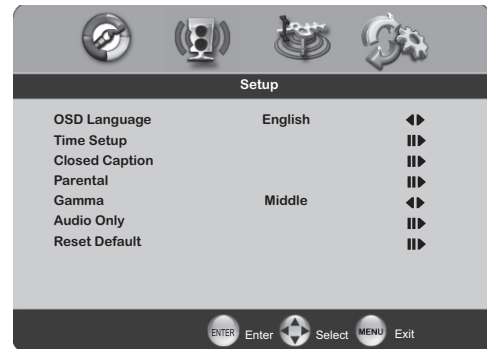 Setup
OSD Language English
Time Setup
Closed Caption
Parental
Gamma Middle
Audio Only
Reset Default
ENTER Enter Select MENU Exit